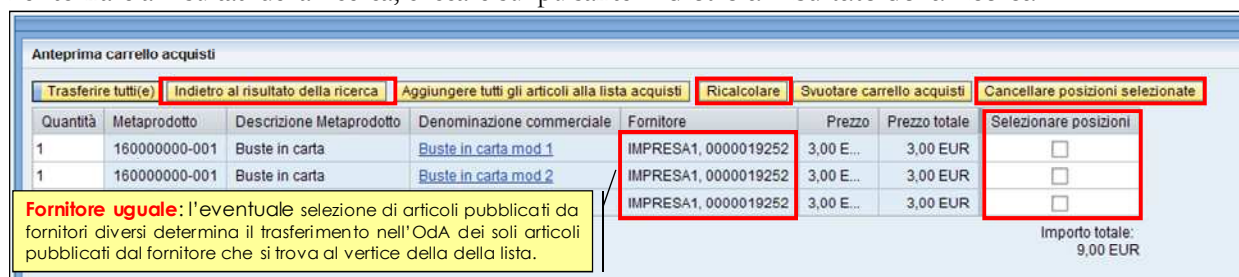 Anteprima carrello acquisti
Trasferire tutti(e) Indietro al risultato della ricerca Aggiungere tutti gli articoli alla lista acquisti Ricalcolare Svuotare carrello acquisti Cancellare posizioni selezionate
Quantità Metaprodotto Descrizione Metaprodotto Denominazione commerciale Fornitore Prezzo Prezzo totale Selezionare posizioni
1 160000000-001 Buste in carta Buste in carta mod 1 IMPRESA1, 0000019252 3,00 E... 3,00 EUR
1 160000000-001 Buste in carta Buste in carta mod 2 IMPRESA1, 0000019252 3,00 E... 3,00 EUR
IMPRESA1, 0000019252 3,00 E... 3,00 EUR
Fornitore uguale: l'eventuale selezione di articoli pubblicati da
fornitori diversi determina il trasferimento nell'OdA dei soli articoli
pubblicati dal fornitore che si trova al vertice della della lista.
Importo totale:
9,00 EUR